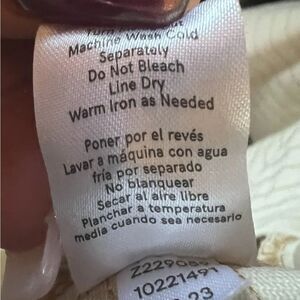 Machine Wash Cold
Separately
Do Not Bleach
Line Dry
Warm Iron as Needed
Poner por el revés
Lavar a máquina con agua
fría por separado
No blanquear
Secar al aire libre
Planchar a temperatura
media cuando sea necesario
10221491
23